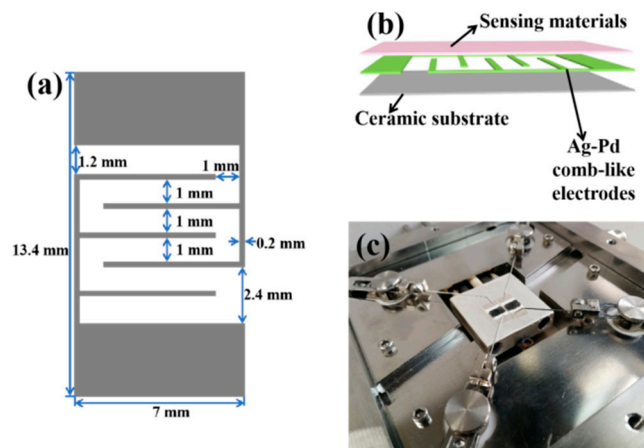 (a)
1.2 mm
1 mm
1 mm
1 mm
1 mm
13.4 mm
0.2 mm
2.4 mm
7 mm
(b)
Sensing materials
Ceramic substrate
Ag-Pd
comb-like
electrodes
(c)